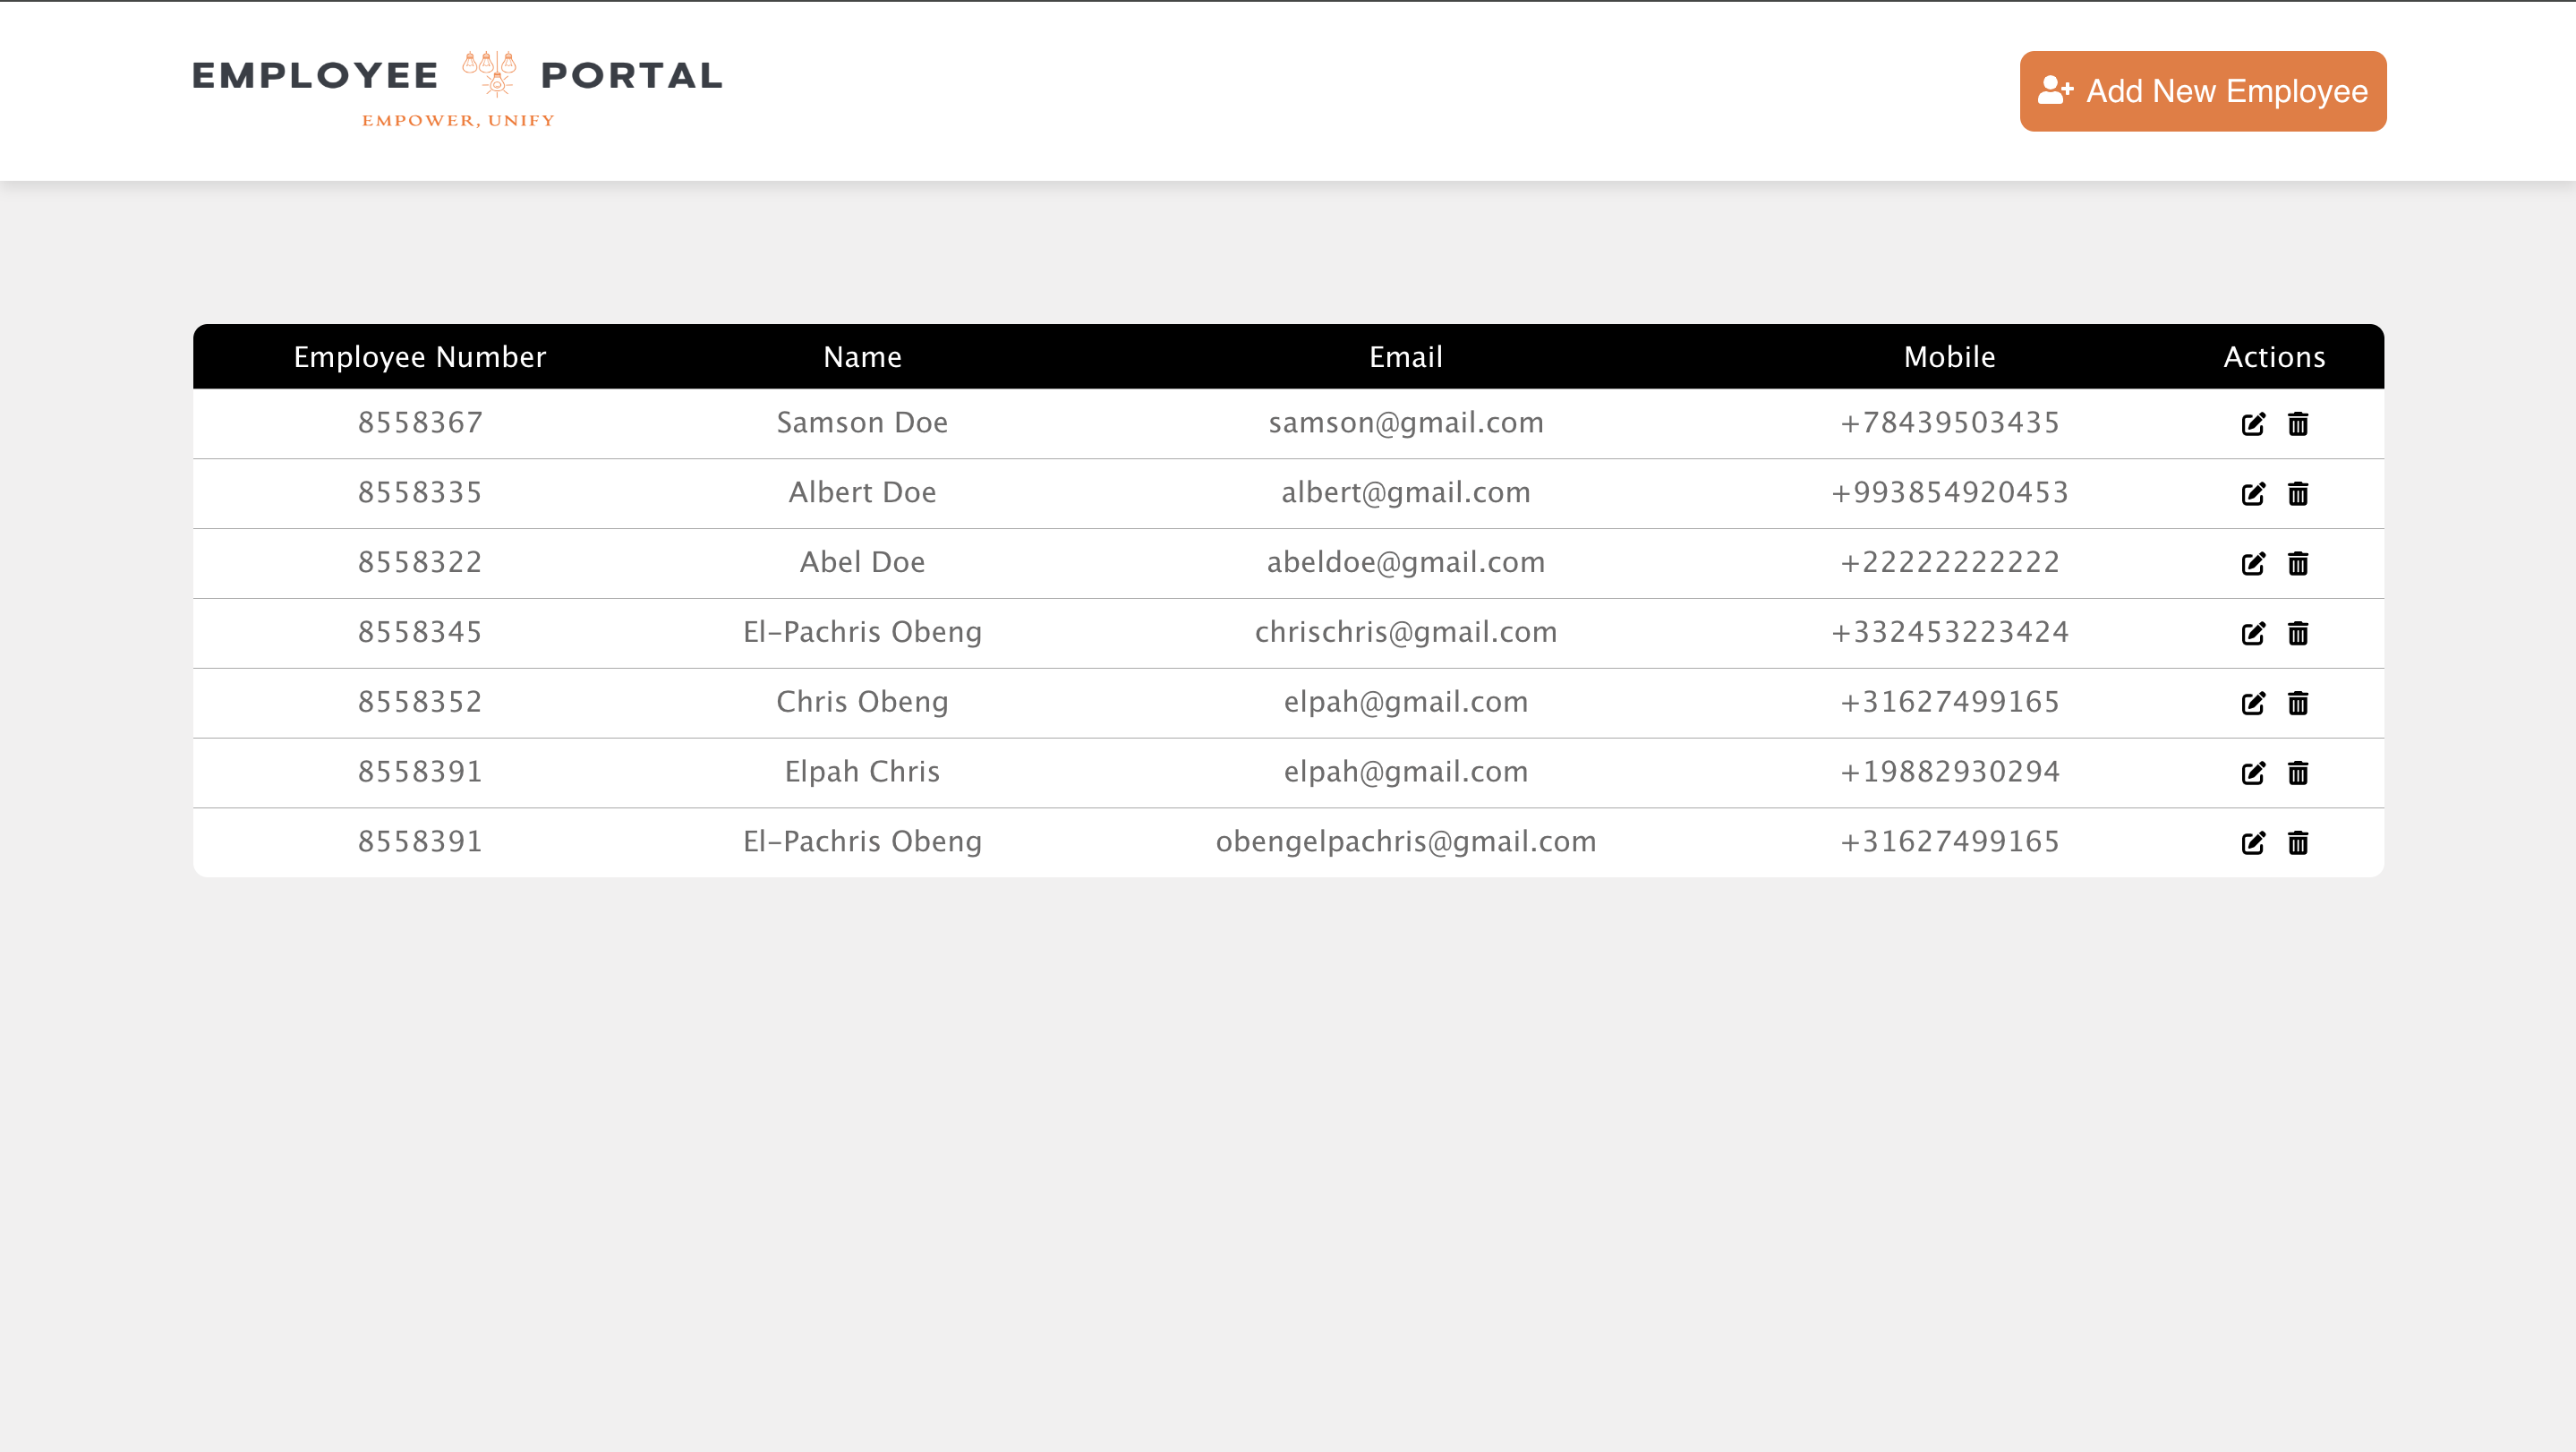 EMPLOYEE PORTAL
EMPOWER, UNIFY
Add New Employee
Employee Number Name Email Mobile Actions
8558367 Samson Doe samson@gmail.com +78439503435
8558335 Albert Doe albert@gmail.com +993854920453
8558322 Abel Doe abeldoe@gmail.com +22222222222
8558345 El-Pachris Obeng chrischris@gmail.com +332453223424
8558352 Chris Obeng elpah@gmail.com +31627499165
8558391 Elpah Chris elpah@gmail.com +19882930294
8558391 El-Pachris Obeng obengelpachris@gmail.com +31627499165